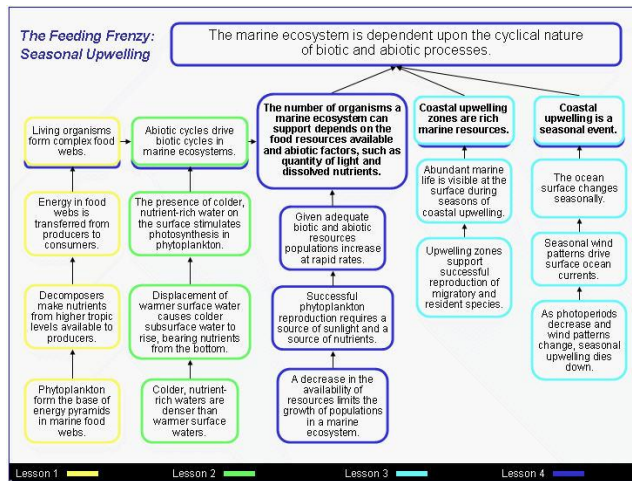 The Feeding Frenzy:
Seasonal Upwelling
The marine ecosystem is dependent upon the cyclical nature
of biotic and abiotic processes.
Living organisms
form complex food
webs.
Energy in food
webs is
transferred from
producers to
consumers.
Decomposers
make nutrients
from higher tropic
levels available to
producers.
Phytoplankton
form the base of
energy pyramids
in marine food
webs.
Abiotic cycles drive
biotic cycles in
marine ecosystems.
The presence of colder,
nutrient-rich water on
the surface stimulates
photosynthesis in
phytoplankton.
Displacement of
warmer surface water
causes colder
subsurface water to
rise, bearing nutrients
from the bottom.
Colder, nutrient-
rich waters are
denser than
warmer surface
waters.
The number of organisms a
marine ecosystem can
support depends on the
food resources available
and abiotic factors, such as
quantity of light and
dissolved nutrients.
Given adequate
biotic and abiotic
resources
populations increase
at rapid rates.
Successful
phytoplankton
reproduction requires a
source of sunlight and a
source of nutrients.
A decrease in the
availability of
resources limits the
growth of populations
in a marine
ecosystem.
Coastal upwelling
zones are rich
marine resources.
Abundant marine
life is visible at the
surface during
seasons of
coastal upwelling.
Upwelling zones
support
successful
reproduction of
migratory and
resident species.
Coastal
upwelling is a
seasonal event.
The ocean
surface changes
seasonally.
Seasonal wind
patterns drive
surface ocean
currents.
As photoperiods
decrease and
wind patterns
change, seasonal
upwelling dies
down.
Lesson 1
Lesson 2
Lesson 3
Lesson 4